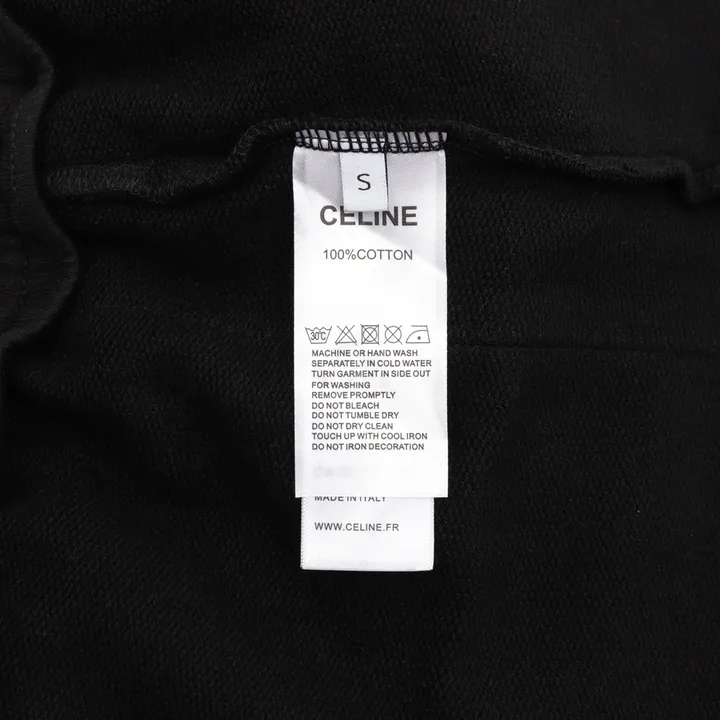 S
CELINE
100%COTTON
30°C
MACHINE OR HAND WASH
SEPARATELY IN COLD WATER
TURN GARMENT IN SIDE OUT
FOR WASHING
REMOVE PROMPTLY
DO NOT BLEACH
DO NOT TUMBLE DRY
DO NOT DRY CLEAN
TOUCH UP WITH COOL IRON
DO NOT IRON DECORATION
MADE IN ITALY
WWW.CELINE.FR